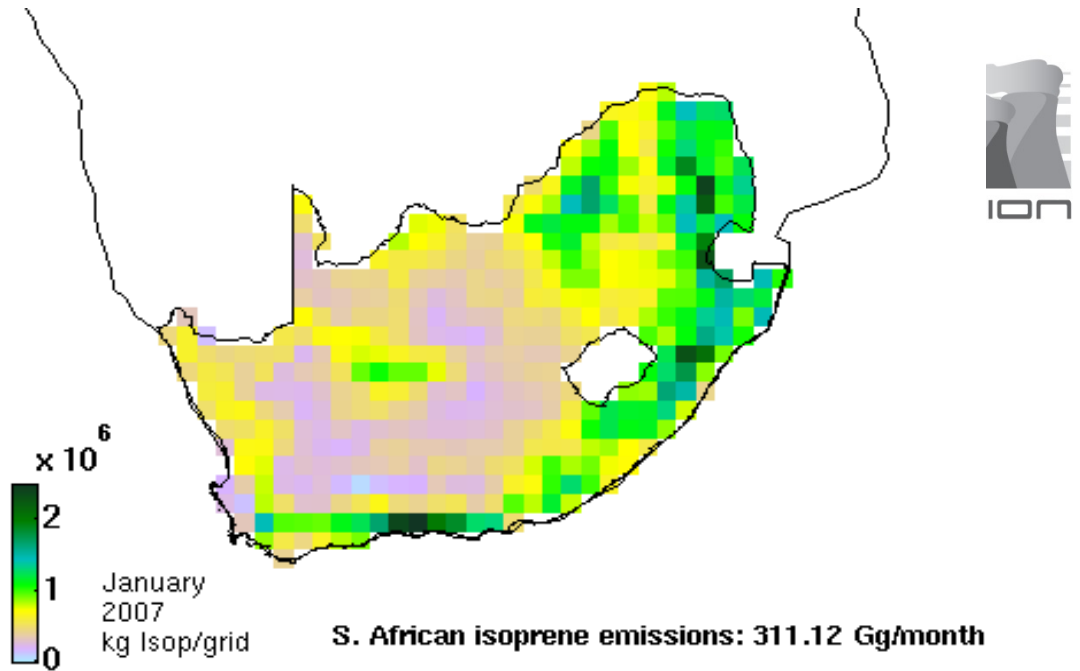 ION
x 10^6
2
1
0
January
2007
kg Isop/grid
S. African isoprene emissions: 311.12 Gg/month